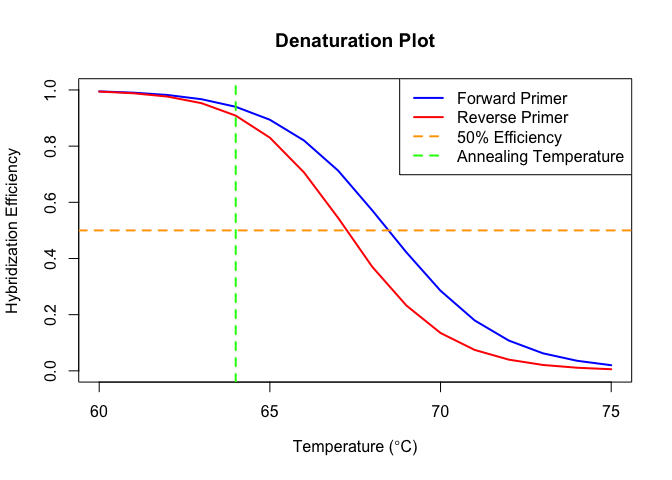 Denaturation Plot
Forward Primer
Reverse Primer
50% Efficiency
Annealing Temperature
Hybridization Efficiency
1.0
0.8
0.6
0.4
0.2
0.0
60 65 70 75
Temperature (°C)